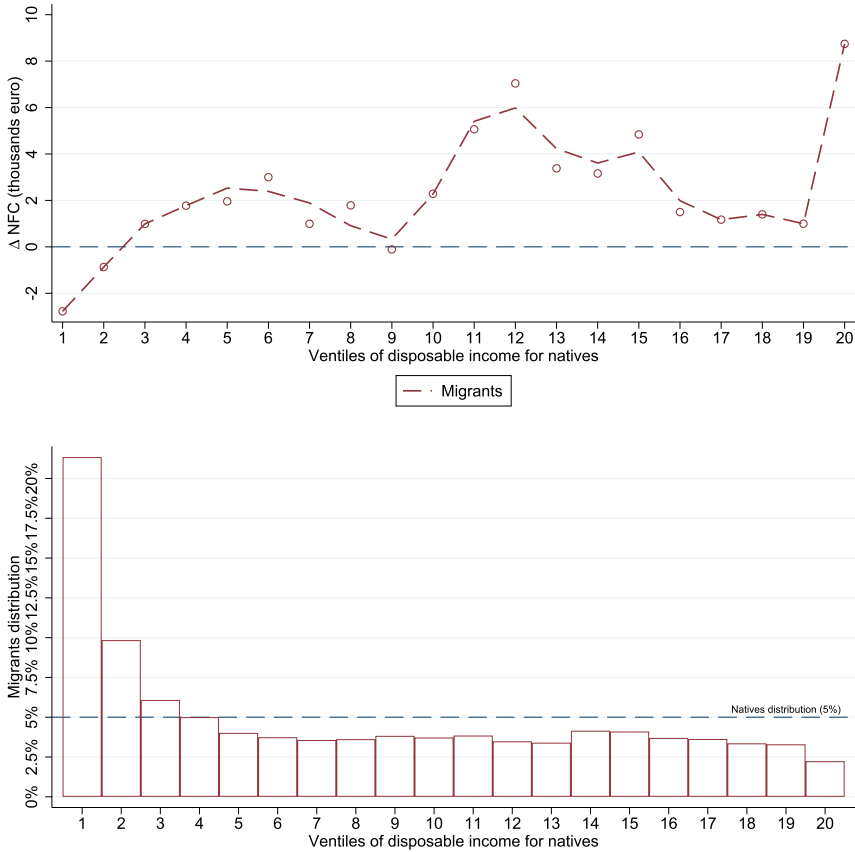 Δ NFC (thousands euro)
10
8
6
4
2
0
-2
1 2 3 4 5 6 7 8 9 10 11 12 13 14 15 16 17 18 19 20
Ventiles of disposable income for natives
Migrants
Migrants distribution
20%
17.5%
15%
12.5%
10%
7.5%
5%
2.5%
0%
Natives distribution (5%)
1 2 3 4 5 6 7 8 9 10 11 12 13 14 15 16 17 18 19 20
Ventiles of disposable income for natives